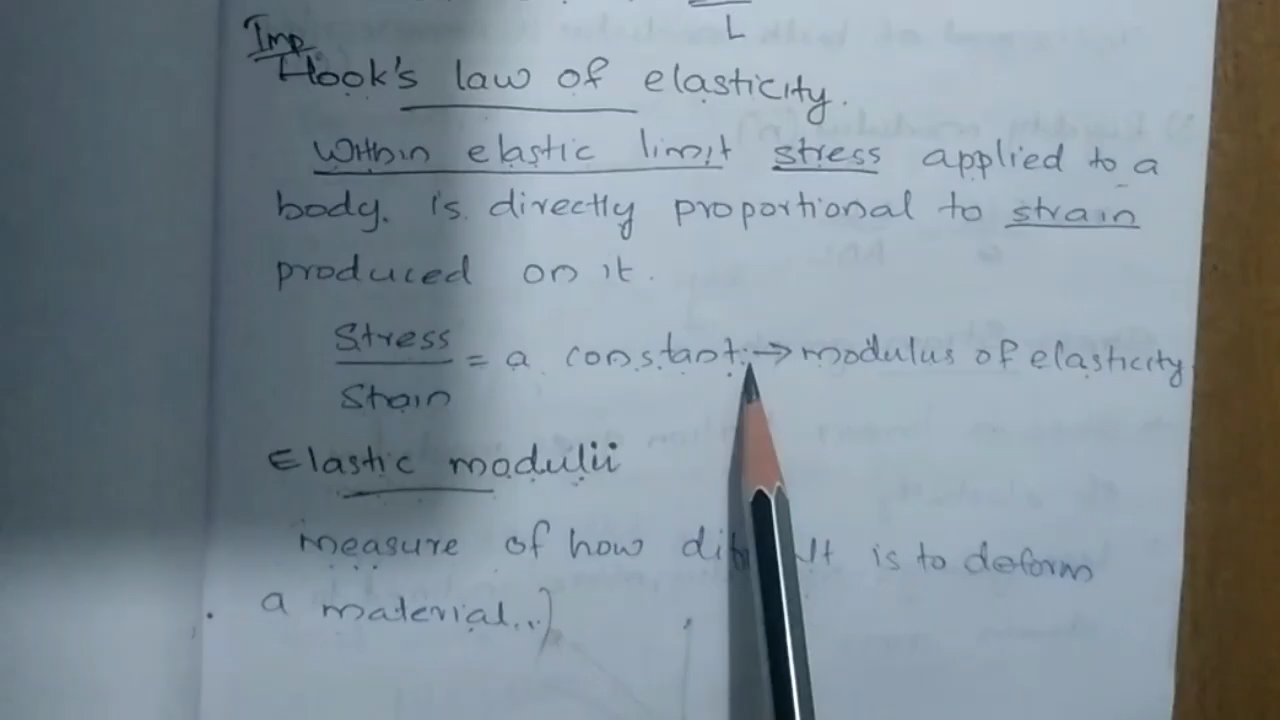 L
Imp
Hook's law of elasticity.
Within elastic limit stress applied to a
body. is directly proportional to strain
produced on it.
Stress
= a constant. → modulus of elasticity
Strain
Elastic modulii
measure of how is to deform
a material..)